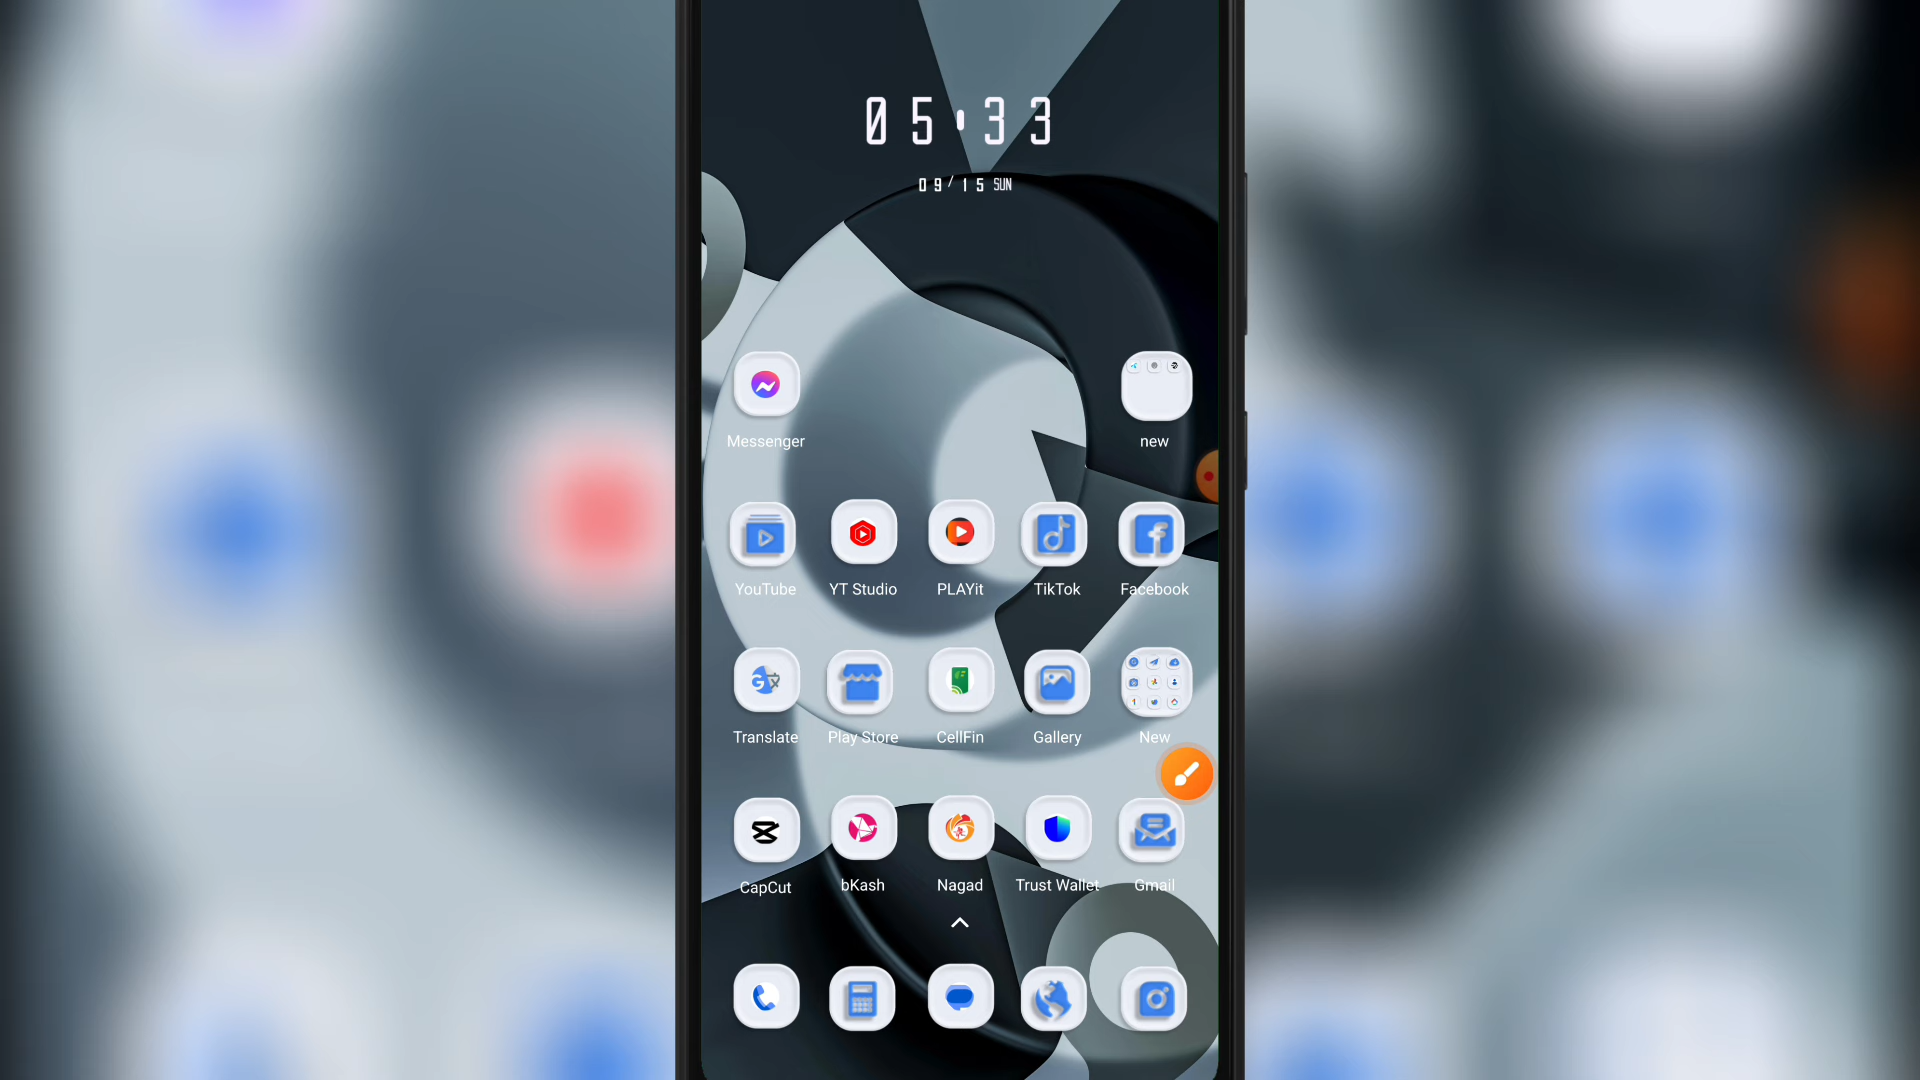 05:33
09/15 SUN
Messenger
new
YouTube
YT Studio
PLAYit
TikTok
Facebook
Translate
Play Store
CellFin
Gallery
New
CapCut
bKash
Nagad
Trust Wallet
Gmail